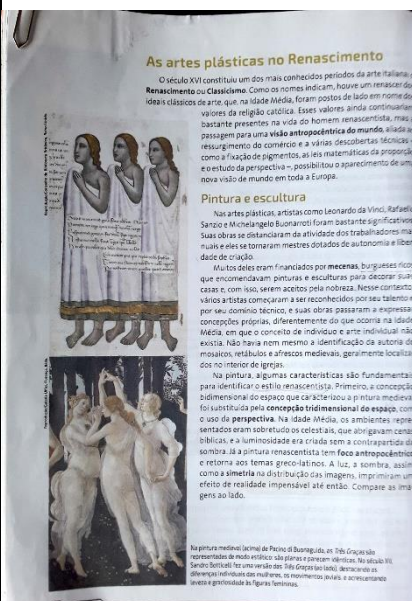 As artes plásticas no Renascimento
O século XVI constituiu um dos mais conhecidos períodos da arte italiana:
Renascimento ou Classicismo. Como os nomes indicam, houve um renascer do
ideais clássicos de arte, que, na Idade Média, foram postos de lado em nome do
valores da religião católica. Esses valores ainda continuariam
bastante presentes na vida do homem renascentista, mas
passagem para uma visão antropocêntrica do mundo, aliada
ressurgimento do comércio e a várias descobertas técnicas
como a fixação de pigmentos, as leis matemáticas da proporção
e o estudo da perspectiva –, possibilitou o aparecimento de um
nova visão de mundo em toda a Europa.
Pintura e escultura
Nas artes plásticas, artistas como Leonardo da Vinci, Rafael
Sanzio e Michelangelo Buonarroti foram bastante significativos
Suas obras se distanciaram da atividade dos trabalhadores ma-
nuais e eles se tornaram mestres dotados de autonomia e liber-
dade de criação.
Muitos deles eram financiados por mecenas, burgueses ricos
que encomendavam pinturas e esculturas para decorar suas
casas e, com isso, serem aceitos pela nobreza. Nesse contexto
vários artistas começaram a ser reconhecidos por seu talento e
por seu domínio técnico, e suas obras passaram a expressar
concepções próprias, diferentemente do que ocorria na Idade
Média, em que o conceito de indivíduo e arte individual não
existia. Não havia nem mesmo a identificação da autoria de
mosaicos, retábulos e afrescos medievais, geralmente localiza-
dos no interior de igrejas.
Na pintura, algumas características são fundamentais
para identificar o estilo renascentista. Primeiro, a concepção
bidimensional do espaço que caracterizou a pintura medieval
foi substituída pela concepção tridimensional do espaço, com
o uso da perspectiva. Na Idade Média, os ambientes repre-
sentados eram sobretudo os celestiais, que abrigavam cenas
bíblicas, e a luminosidade era criada sem a contrapartida da
sombra. Já a pintura renascentista tem foco antropocêntrico
e retorna aos temas greco-latinos. A luz, a sombra, assim
como a simetria na distribuição das imagens, imprimiram um
efeito de realidade impensável até então. Compare as ima-
gens ao lado.
Na pintura medieval (acima) de Pacino di Buonaguida, as Três Graças são
representadas de modo estático: são planas e parecem idênticas. No século XV,
Sandro Botticelli fez uma versão das Três Graças (ao lado), destacando as
diferenças individuais das mulheres, os movimentos joviais, e acrescentando
leveza e graciosidade às figuras femininas.